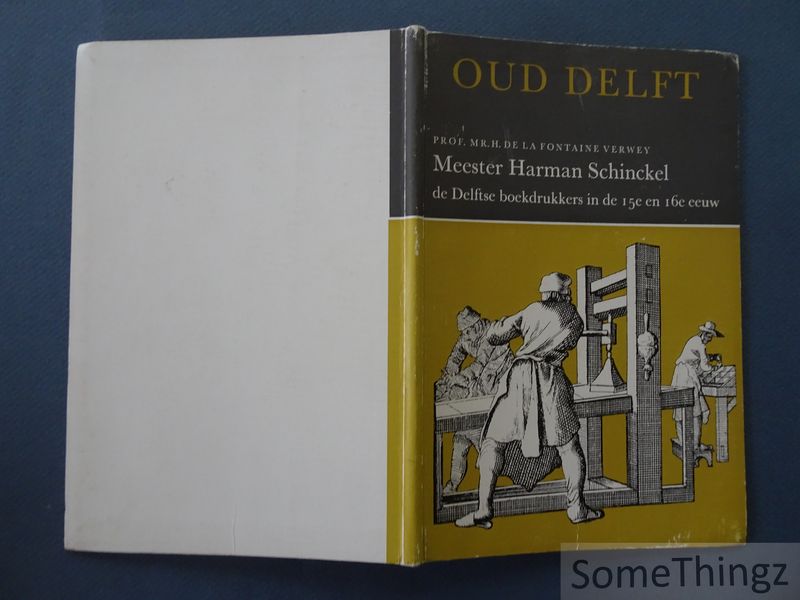 OUD DELFT
PROF. MR. H. DE LA FONTAINE VERWEY
Meester Harman Schinckel
de Delftse boekdrukkers in de 15e en 16e eeuw
SomeThingz